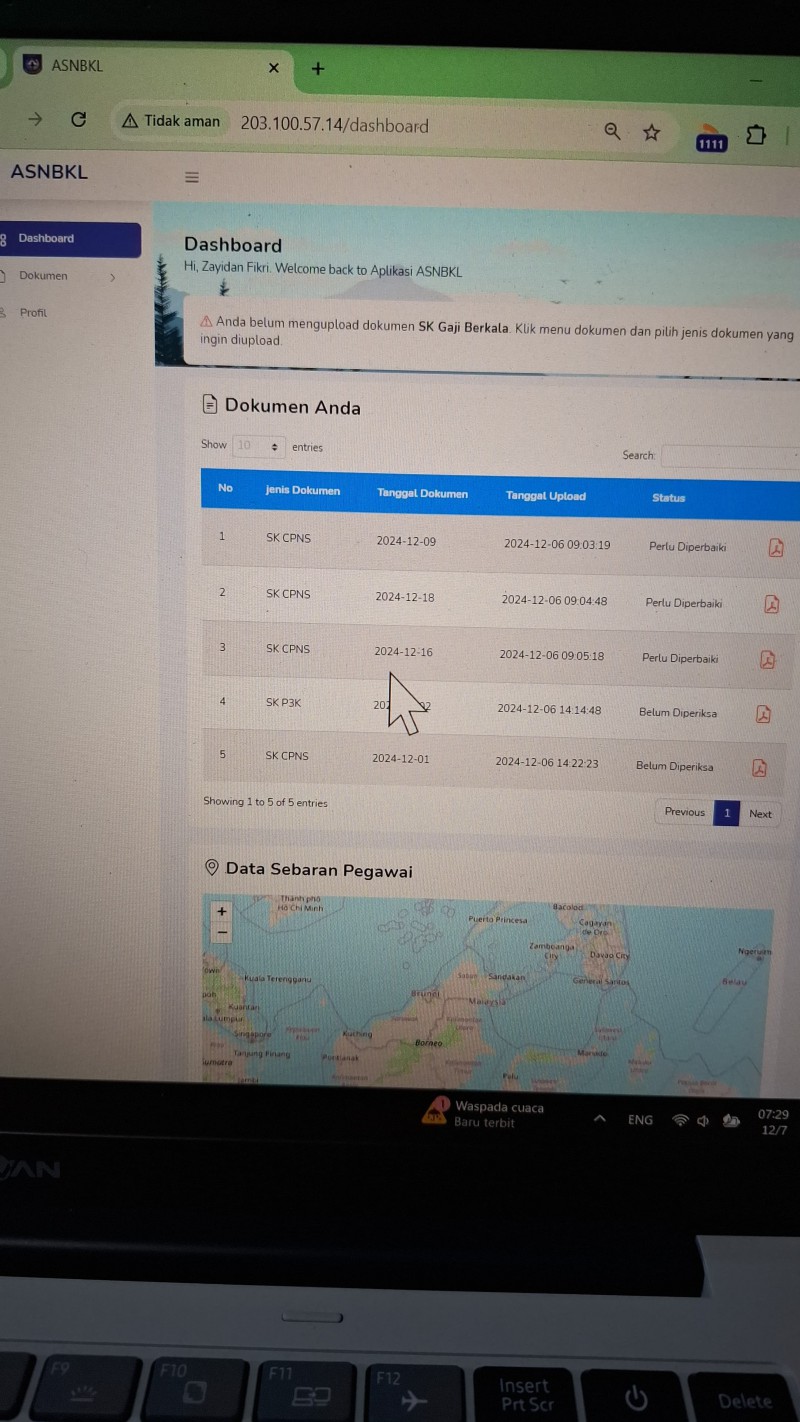 ASNBKL
Tidak aman 203.100.57.14/dashboard
1111
ASNBKL
Dashboard
Dokumen
Profil
Dashboard
Hi, Zayidan Fikri. Welcome back to Aplikasi ASNBKL
Anda belum mengupload dokumen SK Gaji Berkala. Klik menu dokumen dan pilih jenis dokumen yang
ingin diupload.
Dokumen Anda
Show 10 entries
Search:
No jenis Dokumen Tanggal Dokumen Tanggal Upload Status
1 SK CPNS 2024-12-09 2024-12-06 09:03:19 Perlu Diperbaiki
2 SK CPNS 2024-12-18 2024-12-06 09:04:48 Perlu Diperbaiki
3 SK CPNS 2024-12-16 2024-12-06 09:05:18 Perlu Diperbaiki
4 SK P3K 2024-12-06 14:14:48 Belum Diperiksa
5 SK CPNS 2024-12-01 2024-12-06 14:22:23 Belum Diperiksa
Showing 1 to 5 of 5 entries
Previous 1 Next
Data Sebaran Pegawai
+
−
Thành phố
Hồ Chí Minh
Puerto Princesa
Bacolod
Cagayan
de Oro
Zamboanga
City
Davao City
General Santos
Ngerulm
Belau
Kuala Terengganu
Kuantan
Sandakan
Brunei
Malaysia
Singapore
Kuching
Borneo
Tanjung Pinang
Pontianak
Manado
Jambi
Palu
Waspada cuaca
Baru terbit
ENG
07:29
12/7
AN
F9
F10
F11
F12
Insert
Prt Scr
Delete